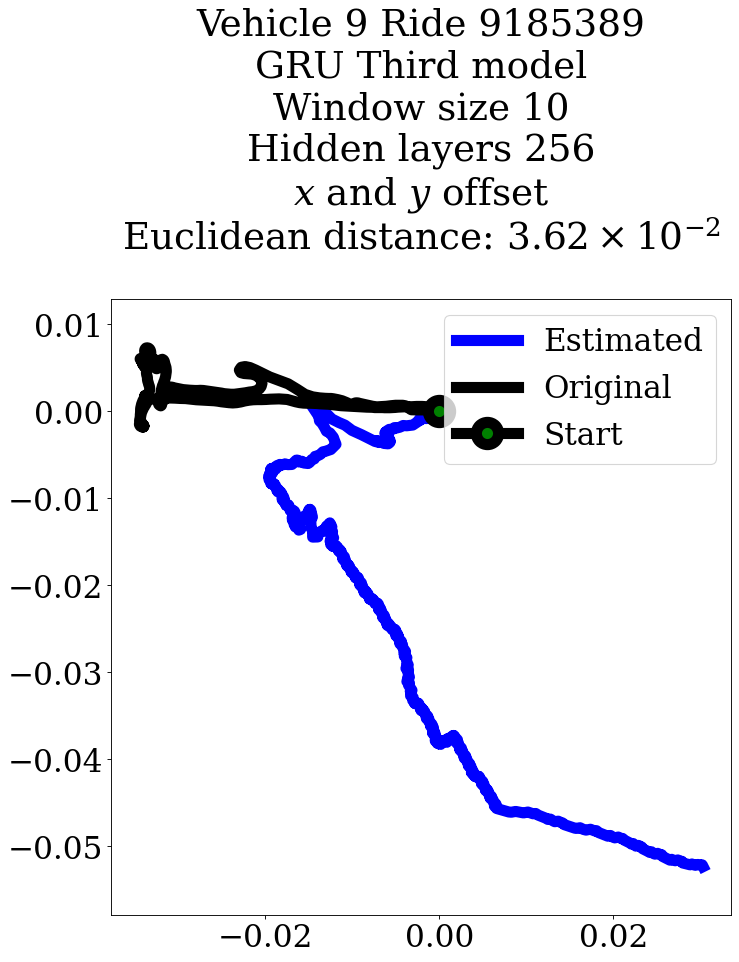 Vehicle 9 Ride 9185389
GRU Third model
Window size 10
Hidden layers 256
x and y offset
Euclidean distance: 3.62 × 10⁻²
Estimated
Original
Start
0.01
0.00
−0.01
−0.02
−0.03
−0.04
−0.05
−0.02 0.00 0.02